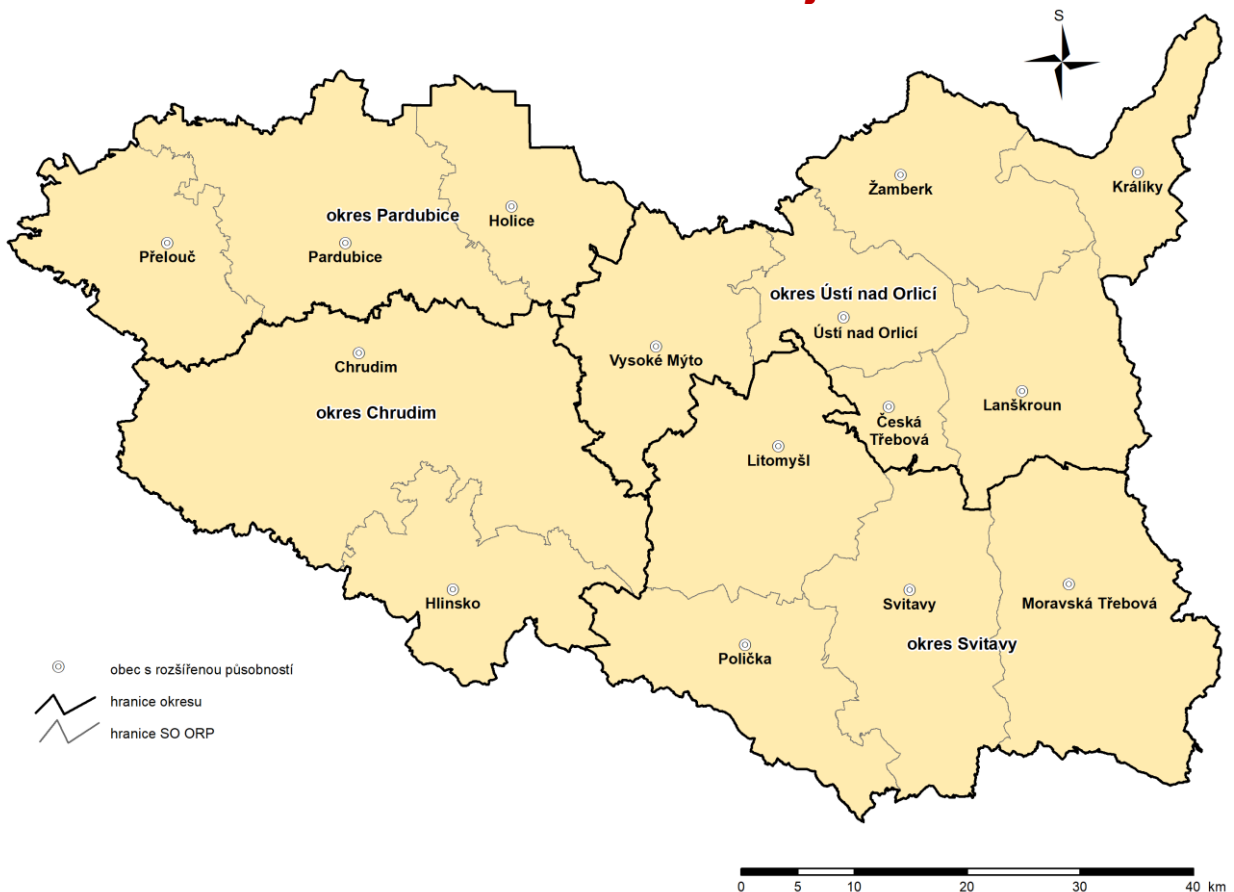 S
Žamberk
Králíky
okres Pardubice
Holice
Přelouč
Pardubice
okres Ústí nad Orlicí
Ústí nad Orlicí
Chrudim
Vysoké Mýto
okres Chrudim
Lanškroun
Česká
Třebová
Litomyšl
Hlinsko
Svitavy
Moravská Třebová
okres Svitavy
Polička
obec s rozšířenou působností
hranice okresu
hranice SO ORP
0 5 10 20 30 40 km